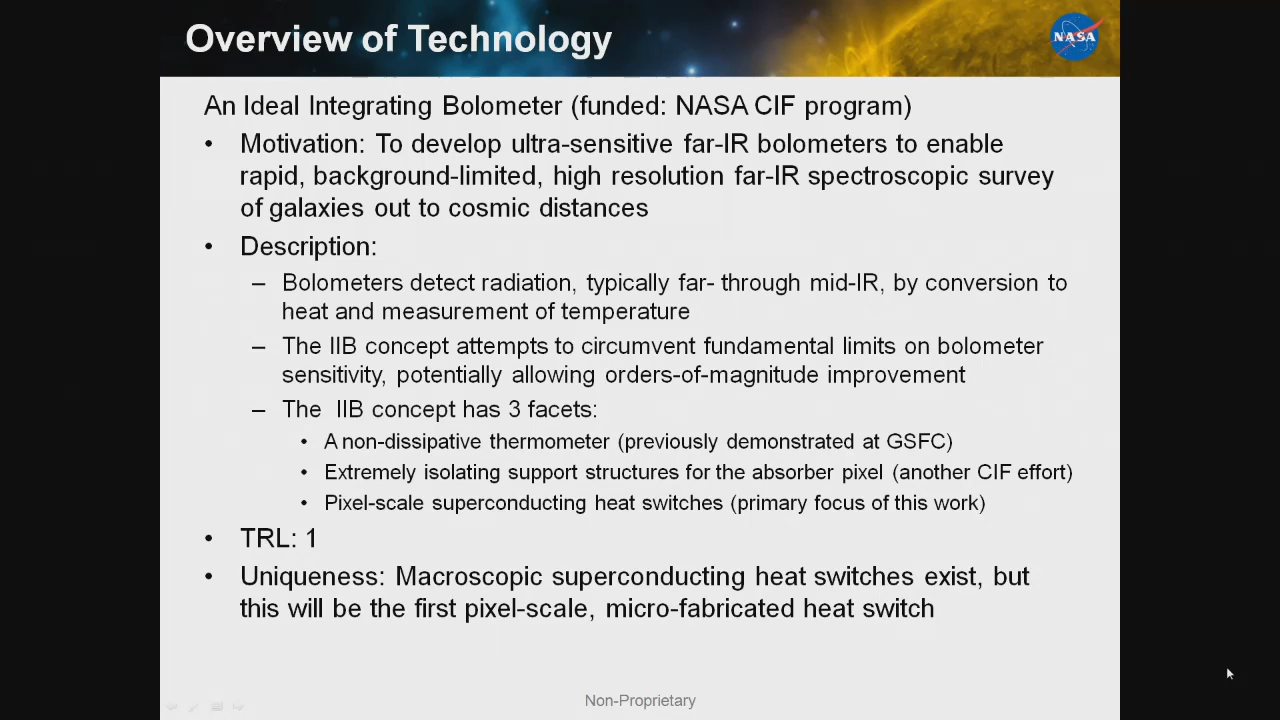 Overview of Technology
NASA
An Ideal Integrating Bolometer (funded: NASA CIF program)
• Motivation: To develop ultra-sensitive far-IR bolometers to enable
rapid, background-limited, high resolution far-IR spectroscopic survey
of galaxies out to cosmic distances
• Description:
– Bolometers detect radiation, typically far- through mid-IR, by conversion to
heat and measurement of temperature
– The IIB concept attempts to circumvent fundamental limits on bolometer
sensitivity, potentially allowing orders-of-magnitude improvement
– The  IIB concept has 3 facets:
• A non-dissipative thermometer (previously demonstrated at GSFC)
• Extremely isolating support structures for the absorber pixel (another CIF effort)
• Pixel-scale superconducting heat switches (primary focus of this work)
• TRL: 1
• Uniqueness: Macroscopic superconducting heat switches exist, but
this will be the first pixel-scale, micro-fabricated heat switch
Non-Proprietary